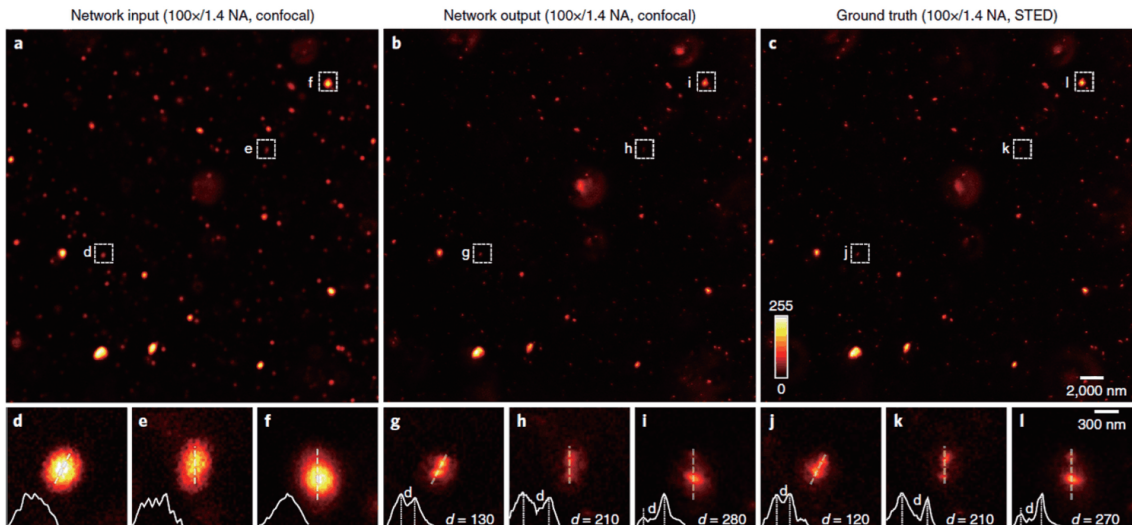 Network input (100×/1.4 NA, confocal)
Network output (100×/1.4 NA, confocal)
Ground truth (100×/1.4 NA, STED)
a
b
c
f
i
l
e
h
k
d
g
j
255
0
2,000 nm
d
e
f
g
h
i
j
k
l
300 nm
d
d
d
d
d
d
d = 130
d = 210
d = 280
d = 120
d = 210
d = 270